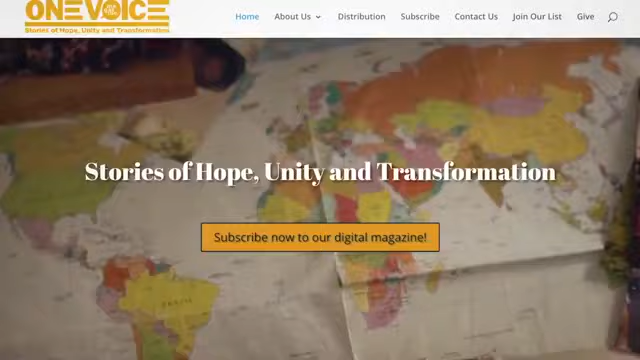 ONEVOICE
Stories of Hope, Unity and Transformation.
Home
About Us
Distribution
Subscribe
Contact Us
Join Our List
Give
Stories of Hope, Unity and Transformation
Subscribe now to our digital magazine!
BRAZIL